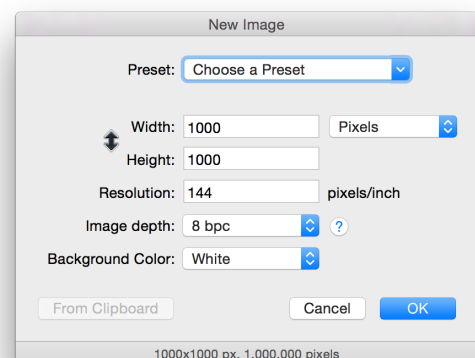 New Image
Preset: Choose a Preset
Width: 1000 Pixels
Height: 1000
Resolution: 144 pixels/inch
Image depth: 8 bpc ?
Background Color: White
From Clipboard Cancel OK
1000x1000 px, 1,000,000 pixels